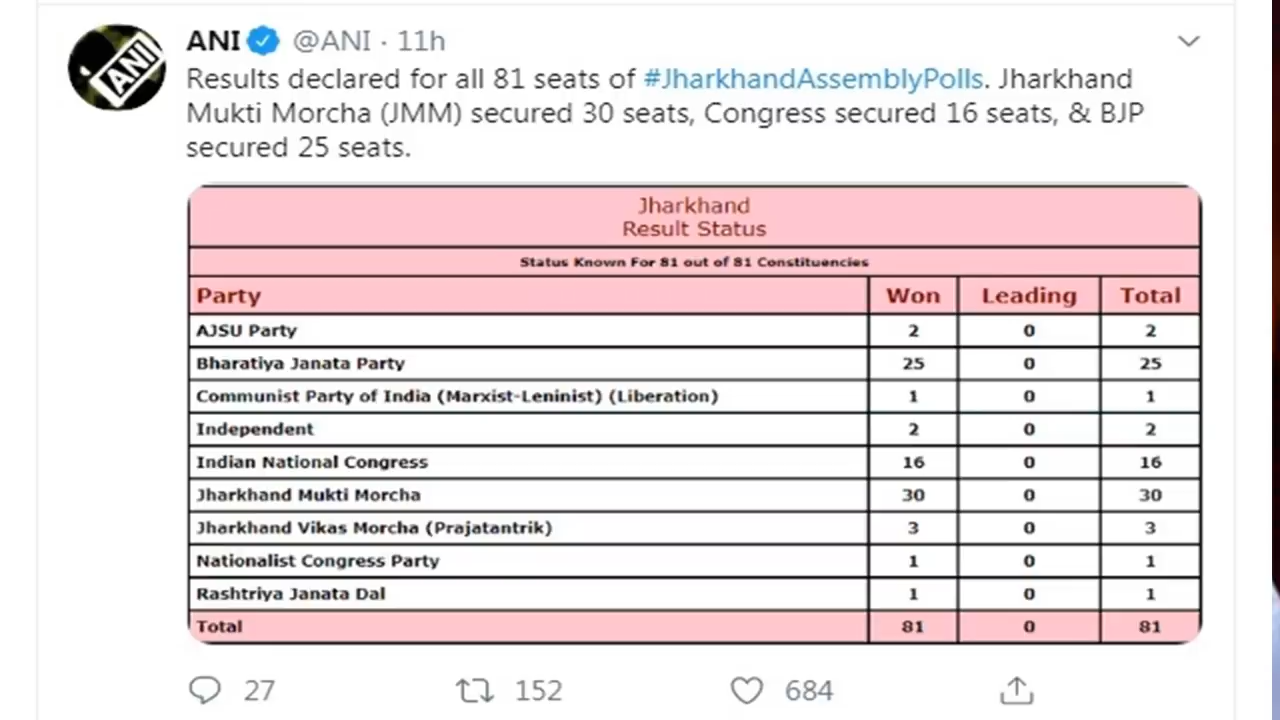 ANI @ANI · 11h
Results declared for all 81 seats of #JharkhandAssemblyPolls. Jharkhand
Mukti Morcha (JMM) secured 30 seats, Congress secured 16 seats, & BJP
secured 25 seats.
ANI
Jharkhand
Result Status
Status Known For 81 out of 81 Constituencies
Party Won Leading Total
AJSU Party 2 0 2
Bharatiya Janata Party 25 0 25
Communist Party of India (Marxist-Leninist) (Liberation) 1 0 1
Independent 2 0 2
Indian National Congress 16 0 16
Jharkhand Mukti Morcha 30 0 30
Jharkhand Vikas Morcha (Prajatantrik) 3 0 3
Nationalist Congress Party 1 0 1
Rashtriya Janata Dal 1 0 1
Total 81 0 81
27 152 684